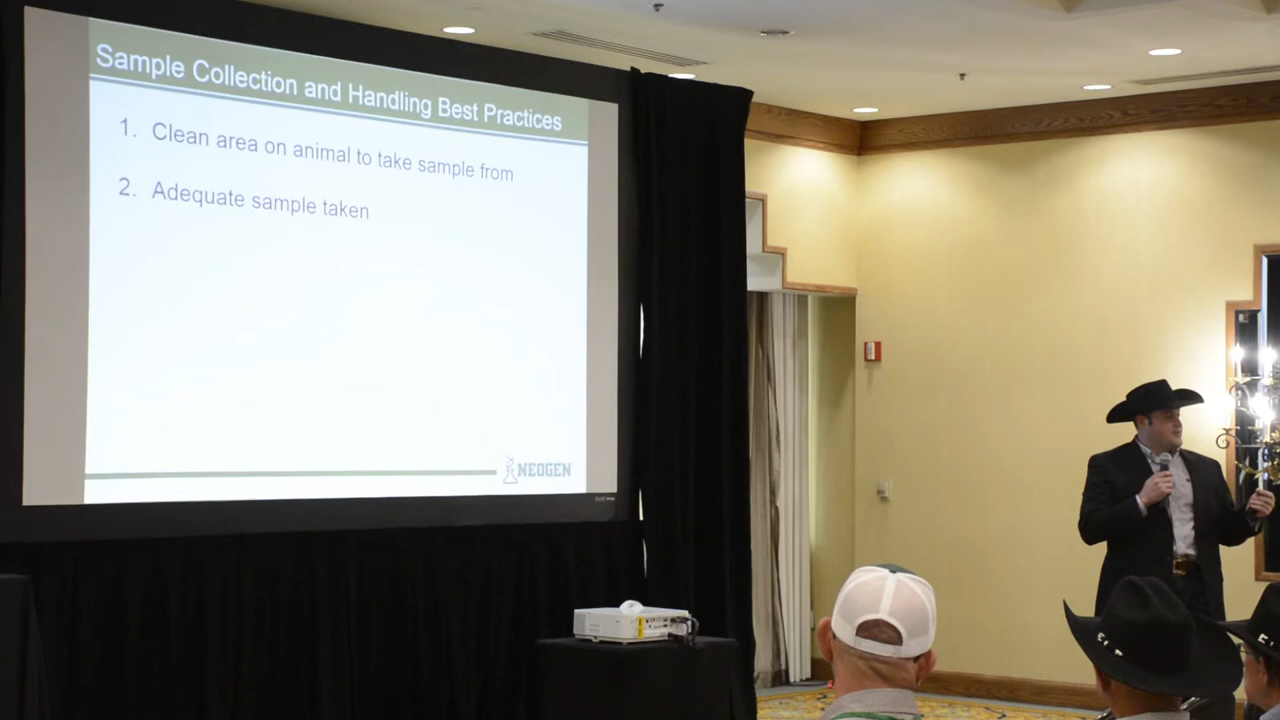 Sample Collection and Handling Best Practices
1. Clean area on animal to take sample from
2. Adequate sample taken
NEOGEN